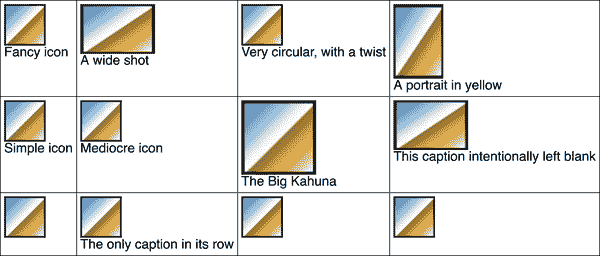 Fancy icon
A wide shot
Very circular, with a twist
A portrait in yellow
Simple icon
Mediocre icon
The Big Kahuna
This caption intentionally left blank
The only caption in its row